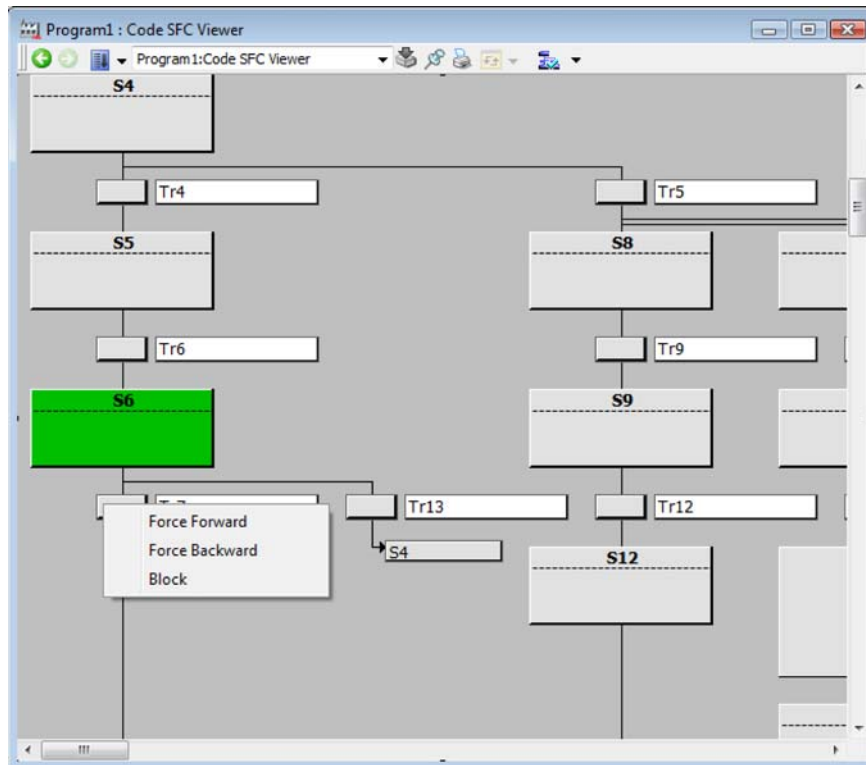 Program1 : Code SFC Viewer
Program1:Code SFC Viewer
S4
Tr4
Tr5
S5
S8
Tr6
Tr9
S6
S9
Tr7
Tr13
Tr12
Force Forward
Force Backward
Block
S4
S12